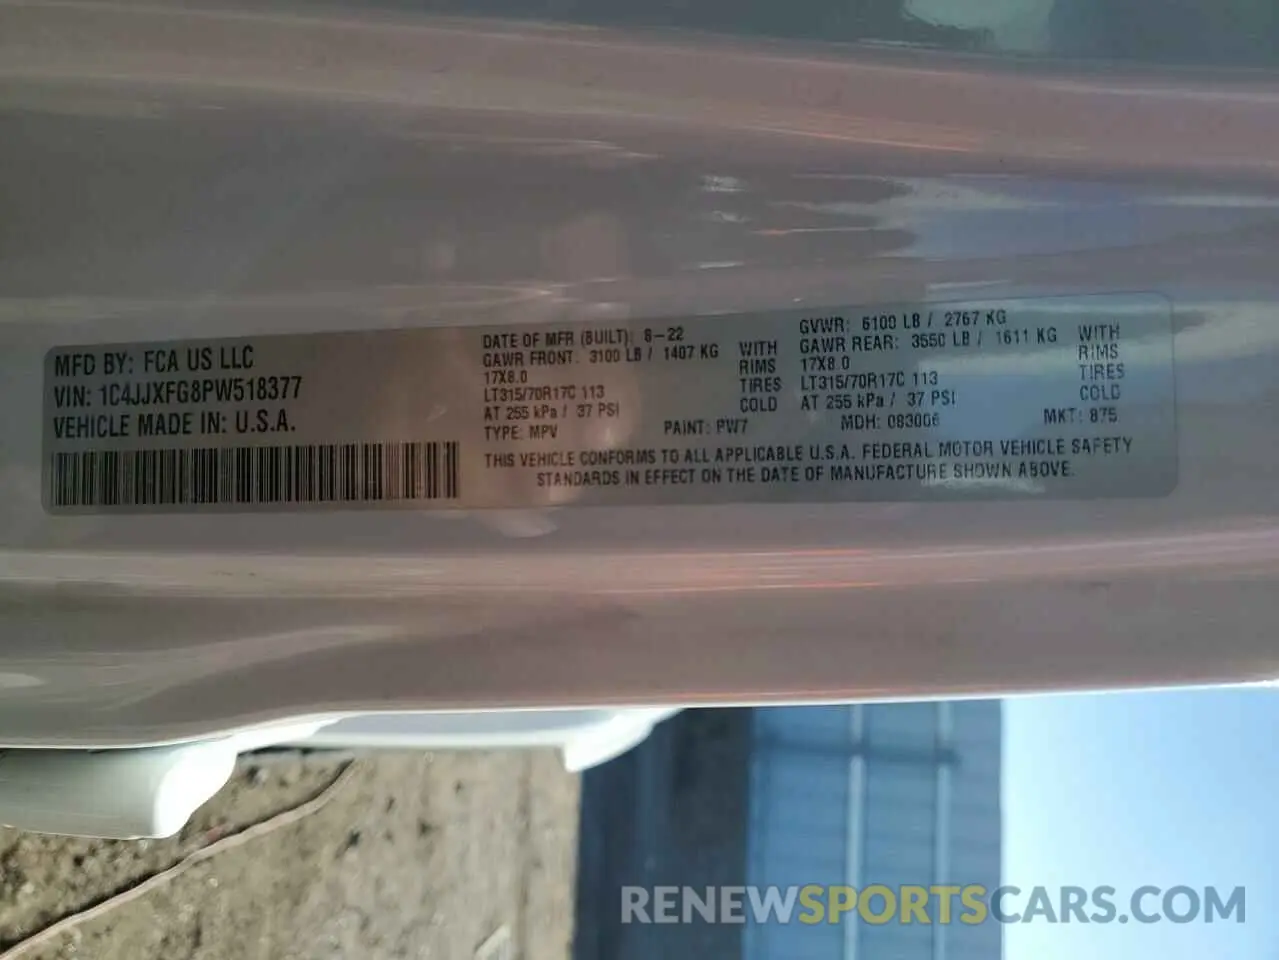 MFD BY: FCA US LLC
VIN: 1C4JJXFG8PW518377
VEHICLE MADE IN: U.S.A.
DATE OF MFR (BUILT): 8-22
GAWR FRONT: 3100 LB / 1407 KG WITH
17X8.0 RIMS
LT315/70R17C 113 TIRES
AT 255 kPa / 37 PSI COLD
TYPE: MPV PAINT: PW7
GVWR: 6100 LB / 2767 KG
GAWR REAR: 3550 LB / 1611 KG WITH
17X8.0 RIMS
LT315/70R17C 113 TIRES
AT 255 kPa / 37 PSI COLD
MDH: 083006 MKT: 875
THIS VEHICLE CONFORMS TO ALL APPLICABLE U.S.A. FEDERAL MOTOR VEHICLE SAFETY
STANDARDS IN EFFECT ON THE DATE OF MANUFACTURE SHOWN ABOVE.
RENEWSPORTSCARS.COM